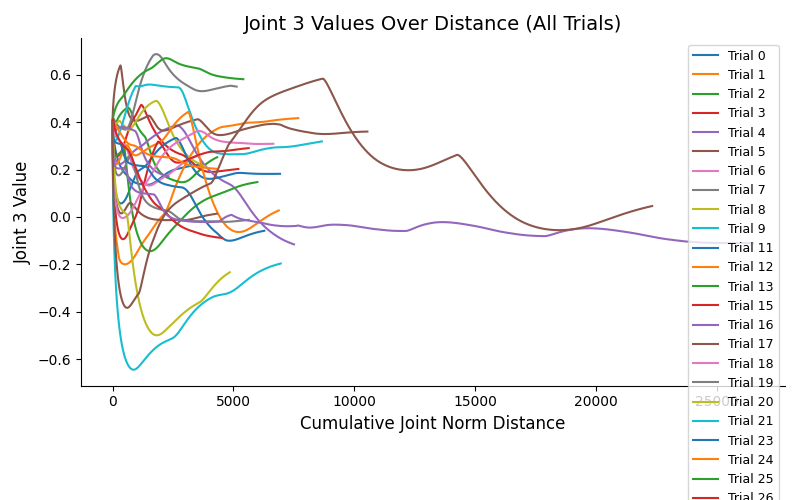 Joint 3 Values Over Distance (All Trials)
Joint 3 Value
0.6
0.4
0.2
0.0
−0.2
−0.4
−0.6
0
5000
10000
15000
20000
25000
Cumulative Joint Norm Distance
Trial 0
Trial 1
Trial 2
Trial 3
Trial 4
Trial 5
Trial 6
Trial 7
Trial 8
Trial 9
Trial 11
Trial 12
Trial 13
Trial 15
Trial 16
Trial 17
Trial 18
Trial 19
Trial 20
Trial 21
Trial 23
Trial 24
Trial 25
Trial 26